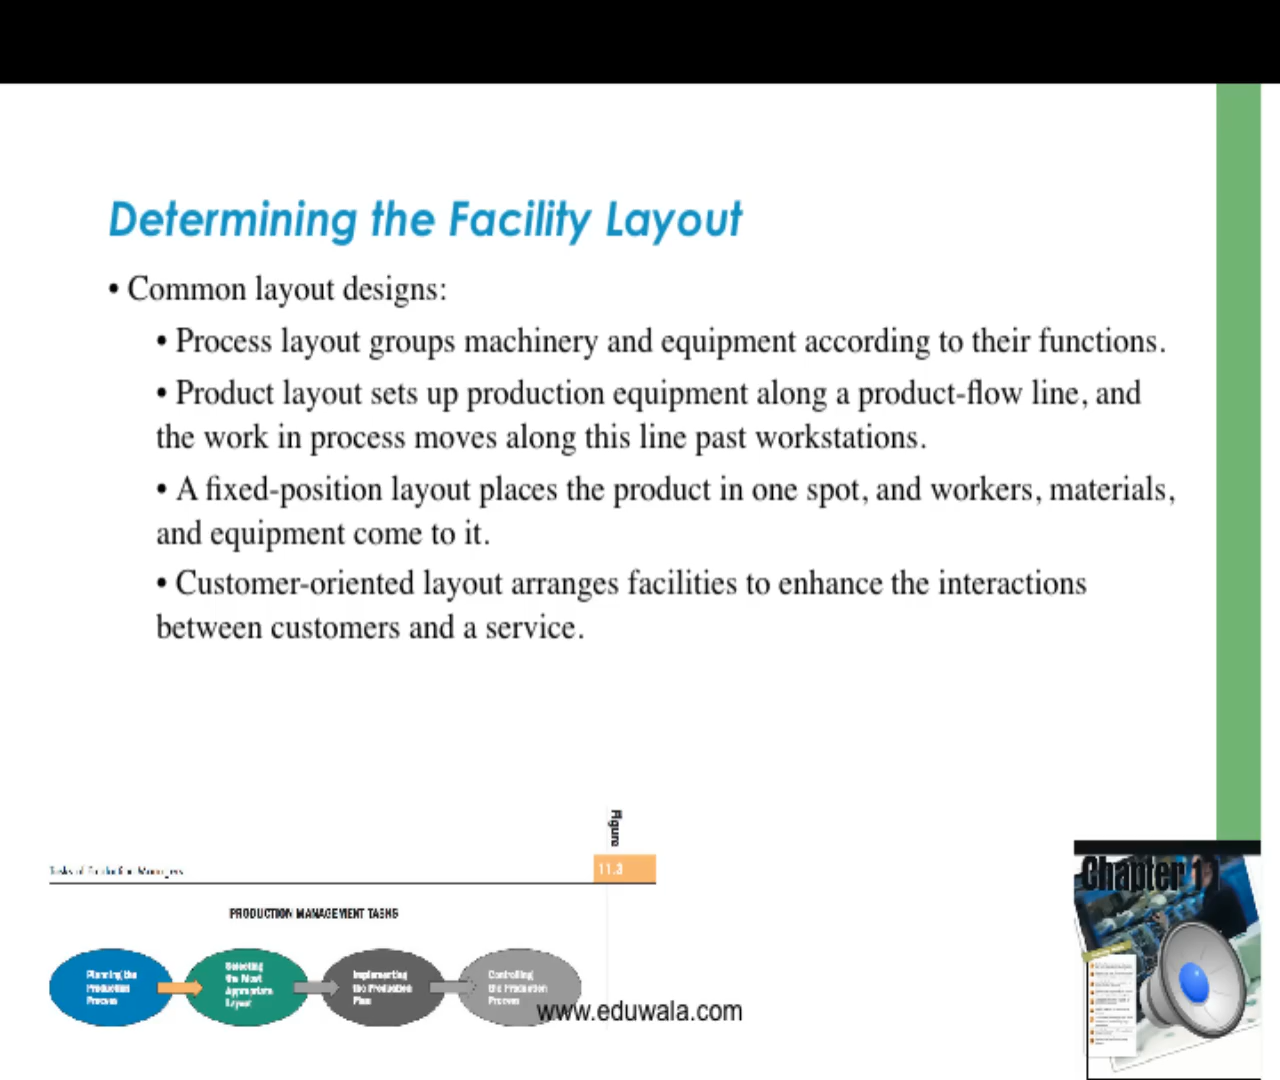 Determining the Facility Layout
• Common layout designs:
• Process layout groups machinery and equipment according to their functions.
• Product layout sets up production equipment along a product-flow line, and
the work in process moves along this line past workstations.
• A fixed-position layout places the product in one spot, and workers, materials,
and equipment come to it.
• Customer-oriented layout arranges facilities to enhance the interactions
between customers and a service.
Figure
11.3
Tasks of Production Managers
PRODUCTION MANAGEMENT TASKS
Planning the
Production
Process
Selecting
the Most
Appropriate
Layout
Implementing
the Production
Plan
Controlling
the Production
Process
www.eduwala.com
Chapter 11